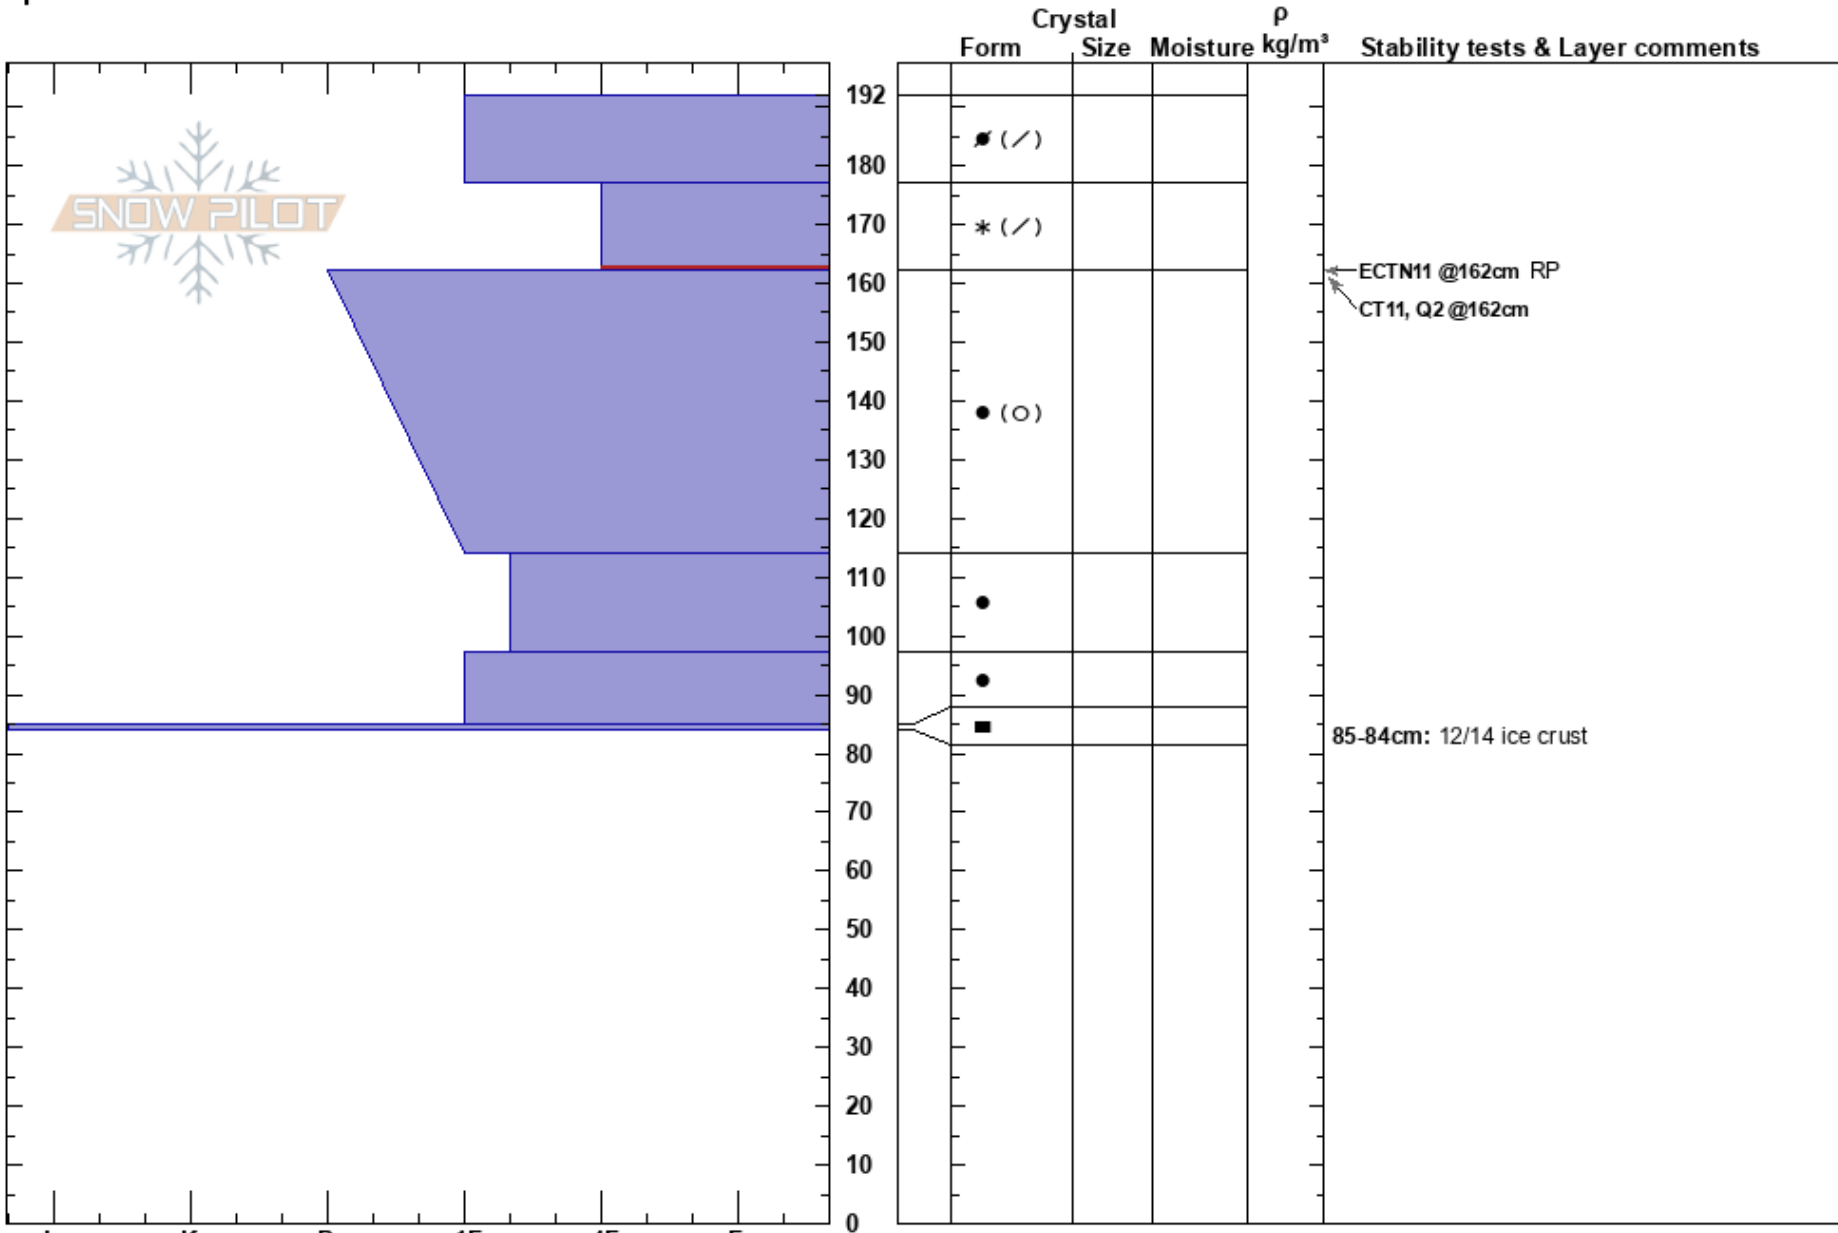 Crystal
ρ
Form Size Moisture kg/m³ Stability tests & Layer comments
192
180
SNOW PILOT
170
160
ECTN11 @162cm RP
CT11, Q2 @162cm
150
140
130
120
110
100
90
85-84cm: 12/14 ice crust
80
70
60
50
40
30
20
10
0